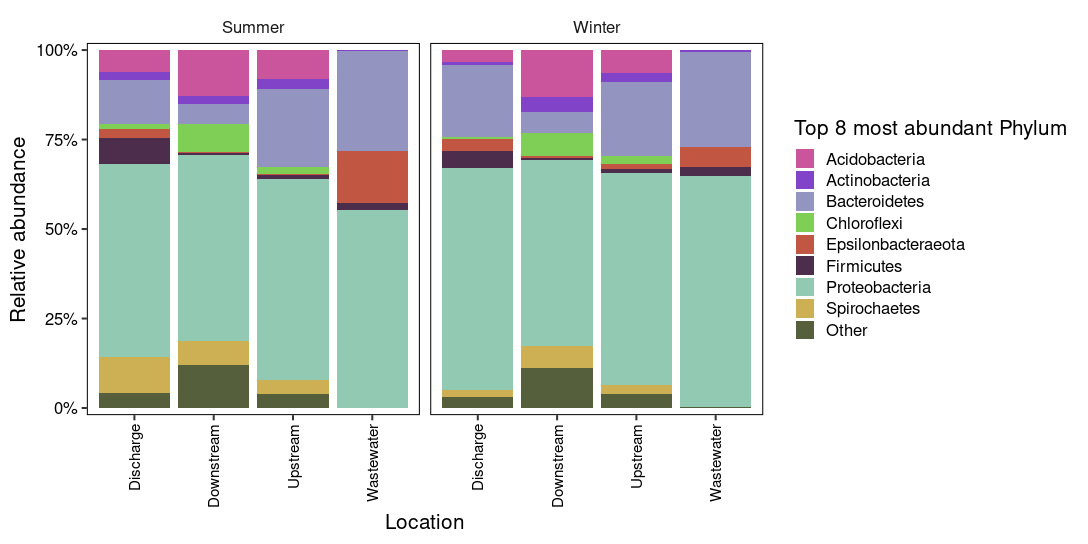 Summer
Winter
100%
75%
50%
25%
0%
Relative abundance
Discharge
Downstream
Upstream
Wastewater
Discharge
Downstream
Upstream
Wastewater
Location
Top 8 most abundant Phylum
Acidobacteria
Actinobacteria
Bacteroidetes
Chloroflexi
Epsilonbacteraeota
Firmicutes
Proteobacteria
Spirochaetes
Other